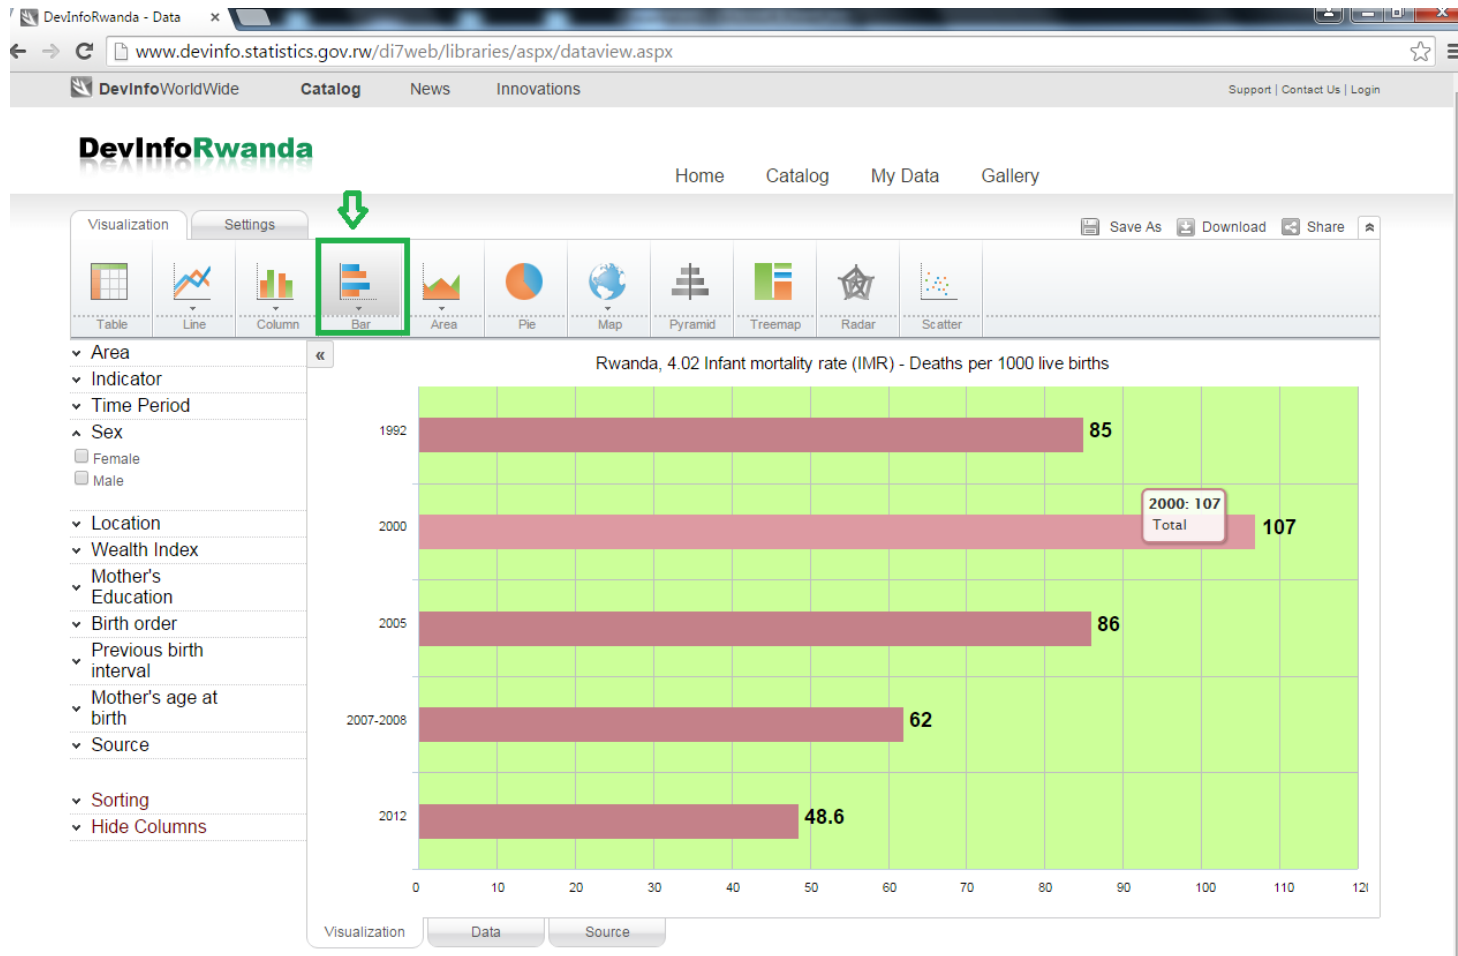 DevInfoRwanda - Data
www.devinfo.statistics.gov.rw/di7web/libraries/aspx/dataview.aspx
DevInfoWorldWide Catalog News Innovations Support | Contact Us | Login
DevInfoRwanda
Home Catalog My Data Gallery
Visualization Settings Save As Download Share
Table Line Column Bar Area Pie Map Pyramid Treemap Radar Scatter
Area
Indicator
Time Period
Sex
Female
Male
Location
Wealth Index
Mother's
Education
Birth order
Previous birth
interval
Mother's age at
birth
Source
Sorting
Hide Columns
Rwanda, 4.02 Infant mortality rate (IMR) - Deaths per 1000 live births
1992 85
2000: 107
Total
2000 107
2005 86
2007-2008 62
2012 48.6
0 10 20 30 40 50 60 70 80 90 100 110 12
Visualization Data Source